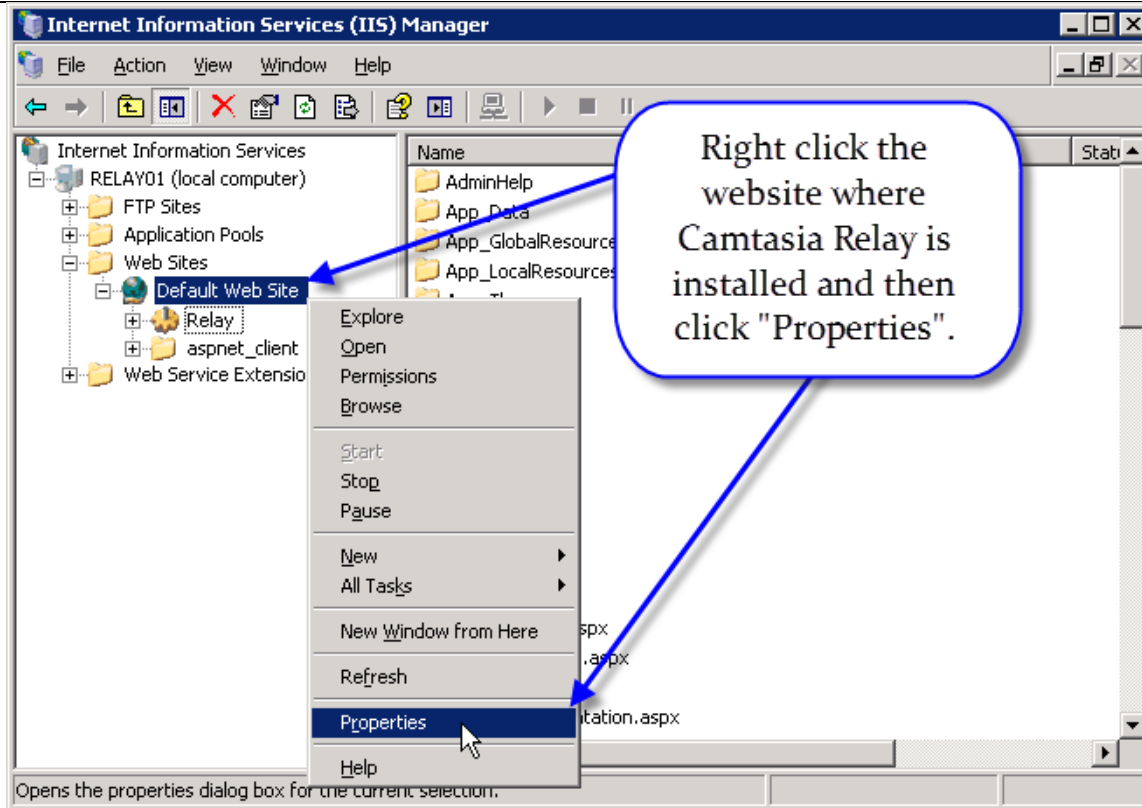 Internet Information Services (IIS) Manager
File Action View Window Help
Internet Information Services
RELAY01 (local computer)
FTP Sites
Application Pools
Web Sites
Default Web Site
Relay
aspnet_client
Web Service Extensio
Name
AdminHelp
App_Data
App_GlobalResource
App_LocalResources
Right click the
website where
Camtasia Relay is
installed and then
click "Properties".
Explore
Open
Permissions
Browse
Start
Stop
Pause
New
All Tasks
New Window from Here
Refresh
Properties
Help
spx
.aspx
tation.aspx
Opens the properties dialog box for the current selection.